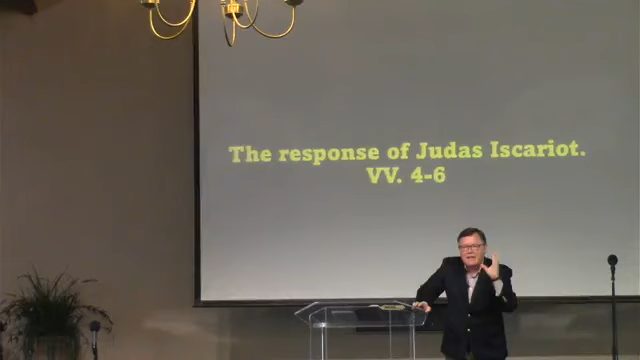 The response of Judas Iscariot.
VV. 4-6